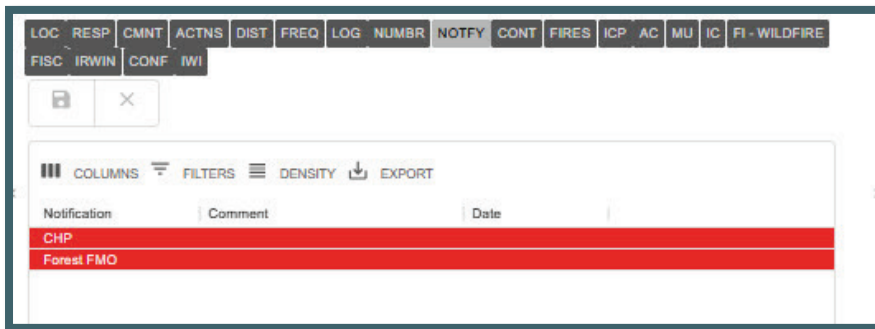 LOC RESP CMNT ACTNS DIST FREQ LOG NUMBR NOTFY CONT FIRES ICP AC MU IC FI - WILDFIRE
FISC IRWIN CONF IWI
COLUMNS FILTERS DENSITY EXPORT
Notification Comment Date
CHP
Forest FMO